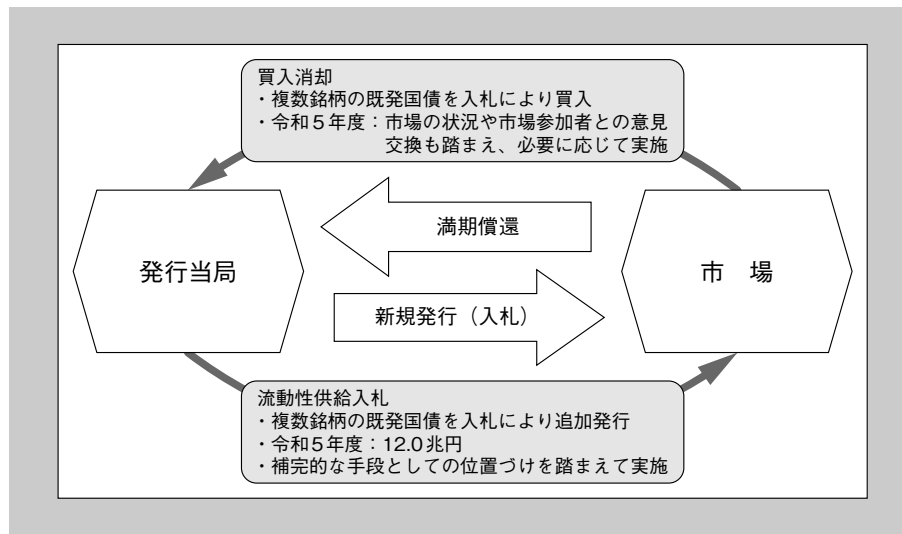 買入消却
・複数銘柄の既発国債を入札により買入
・令和5年度：市場の状況や市場参加者との意見
交換も踏まえ、必要に応じて実施
満期償還
発行当局
市　場
新規発行（入札）
流動性供給入札
・複数銘柄の既発国債を入札により追加発行
・令和5年度：12.0兆円
・補完的な手段としての位置づけを踏まえて実施